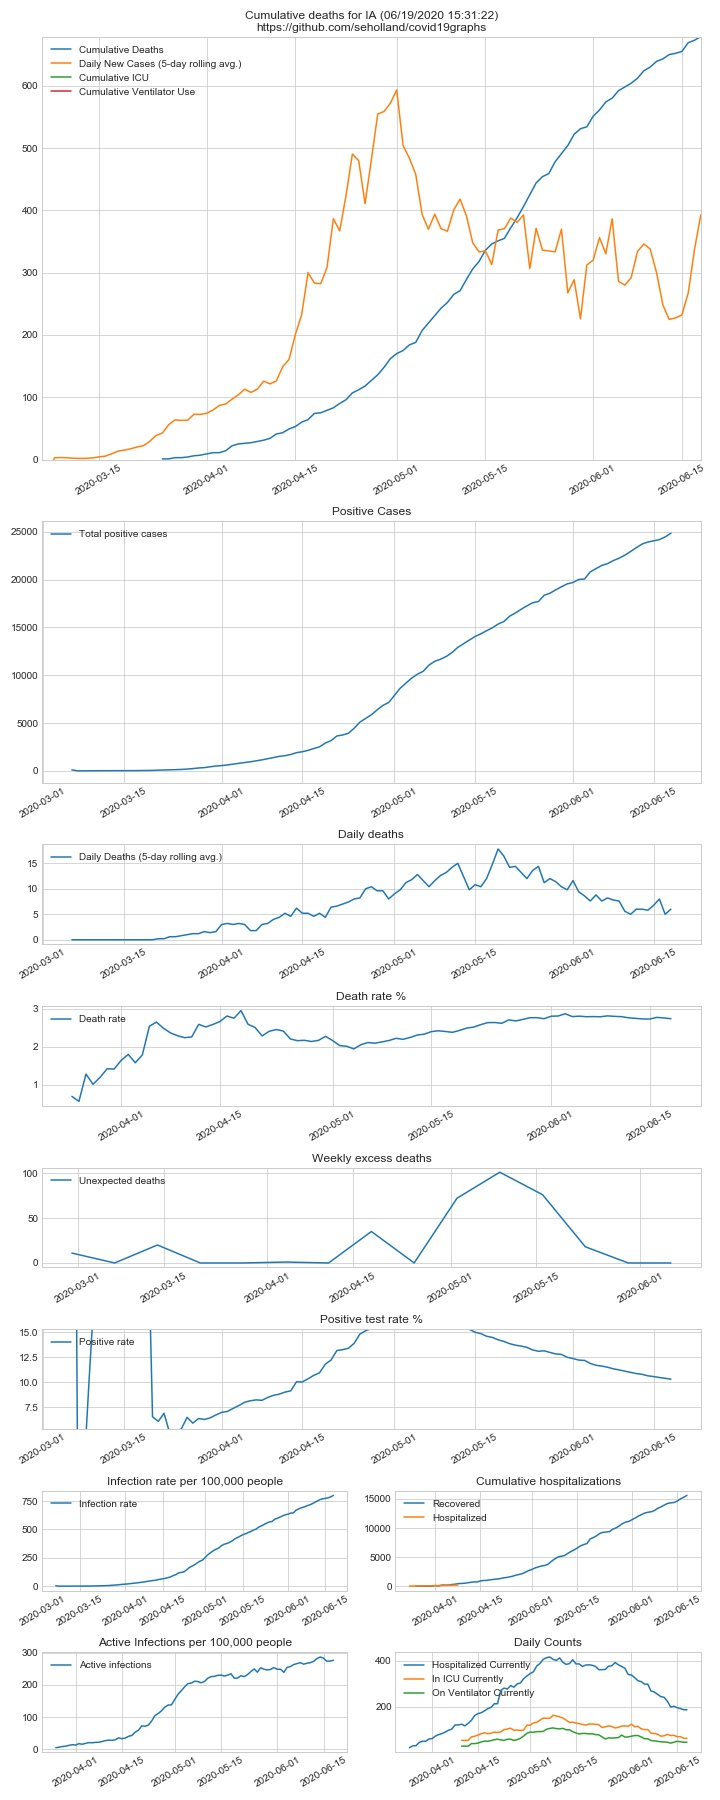 Cumulative deaths for IA (06/19/2020 15:31:22)
https://github.com/seholland/covid19graphs
Cumulative Deaths
Daily New Cases (5-day rolling avg.)
Cumulative ICU
Cumulative Ventilator Use
600
500
400
300
200
100
0
2020-03-15 2020-04-01 2020-04-15 2020-05-01 2020-05-15 2020-06-01 2020-06-15
Positive Cases
Total positive cases
25000
20000
15000
10000
5000
0
2020-03-01 2020-03-15 2020-04-01 2020-04-15 2020-05-01 2020-05-15 2020-06-01 2020-06-15
Daily deaths
Daily Deaths (5-day rolling avg.)
15
10
5
0
2020-03-01 2020-03-15 2020-04-01 2020-04-15 2020-05-01 2020-05-15 2020-06-01 2020-06-15
Death rate %
Death rate
3
2
1
2020-04-01 2020-04-15 2020-05-01 2020-05-15 2020-06-01 2020-06-15
Weekly excess deaths
Unexpected deaths
100
50
0
2020-03-01 2020-03-15 2020-04-01 2020-04-15 2020-05-01 2020-05-15 2020-06-01
Positive test rate %
Positive rate
15.0
12.5
10.0
7.5
2020-03-01 2020-03-15 2020-04-01 2020-04-15 2020-05-01 2020-05-15 2020-06-01 2020-06-15
Infection rate per 100,000 people
Infection rate
750
500
250
0
2020-03-01 2020-03-15 2020-04-01 2020-04-15 2020-05-01 2020-05-15 2020-06-01 2020-06-15
Cumulative hospitalizations
Recovered
Hospitalized
15000
10000
5000
0
2020-04-01 2020-04-15 2020-05-01 2020-05-15 2020-06-01 2020-06-15
Active Infections per 100,000 people
Active infections
300
200
100
0
2020-04-01 2020-04-15 2020-05-01 2020-05-15 2020-06-01 2020-06-15
Daily Counts
Hospitalized Currently
In ICU Currently
On Ventilator Currently
400
200
2020-04-01 2020-04-15 2020-05-01 2020-05-15 2020-06-01 2020-06-15